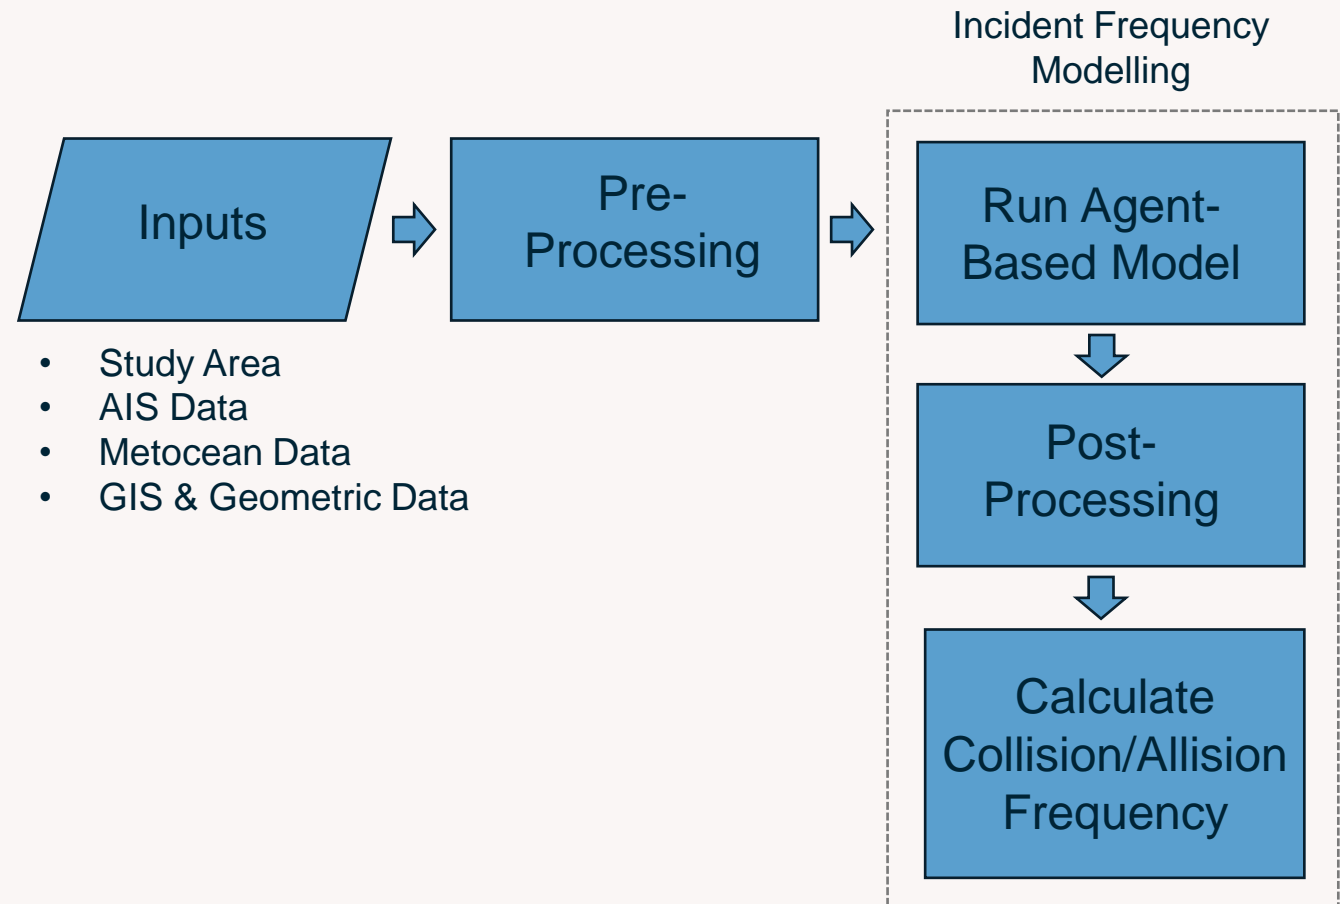 Incident Frequency
Modelling
Inputs
Pre-
Processing
Run Agent-
Based Model
• Study Area
• AIS Data
• Metocean Data
• GIS & Geometric Data
Post-
Processing
Calculate
Collision/Allision
Frequency